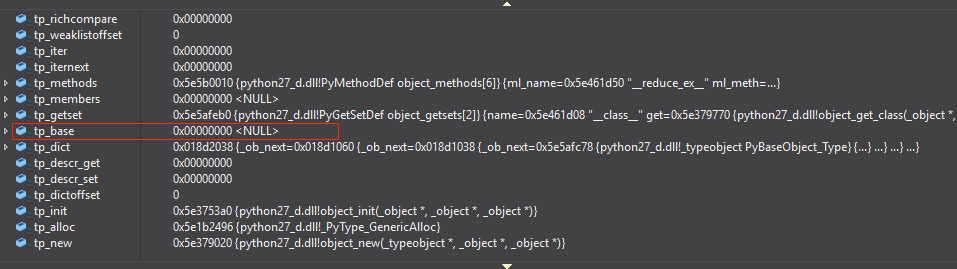 tp_richcompare 0x00000000
tp_weaklistoffset 0
tp_iter 0x00000000
tp_iternext 0x00000000
tp_methods 0x5e5b0010 {python27_d.dll!PyMethodDef object_methods[6]} {ml_name=0x5e461d50 "__reduce_ex__" ml_meth=...}
tp_members 0x00000000 <NULL>
tp_getset 0x5e5afeb0 {python27_d.dll!PyGetSetDef object_getsets[2]} {name=0x5e461d08 "__class__" get=0x5e379770 {python27_d.dll!object_get_class(_object *,
tp_base 0x00000000 <NULL>
tp_dict 0x018d2038 {_ob_next=0x018d1060 {_ob_next=0x018d1038 {_ob_next=0x5e5afc78 {python27_d.dll!_typeobject PyBaseObject_Type} {...} ...} ...} ...}
tp_descr_get 0x00000000
tp_descr_set 0x00000000
tp_dictoffset 0
tp_init 0x5e3753a0 {python27_d.dll!object_init(_object *, _object *, _object *)}
tp_alloc 0x5e1b2496 {python27_d.dll!_PyType_GenericAlloc}
tp_new 0x5e379020 {python27_d.dll!object_new(_typeobject *, _object *, _object *)}